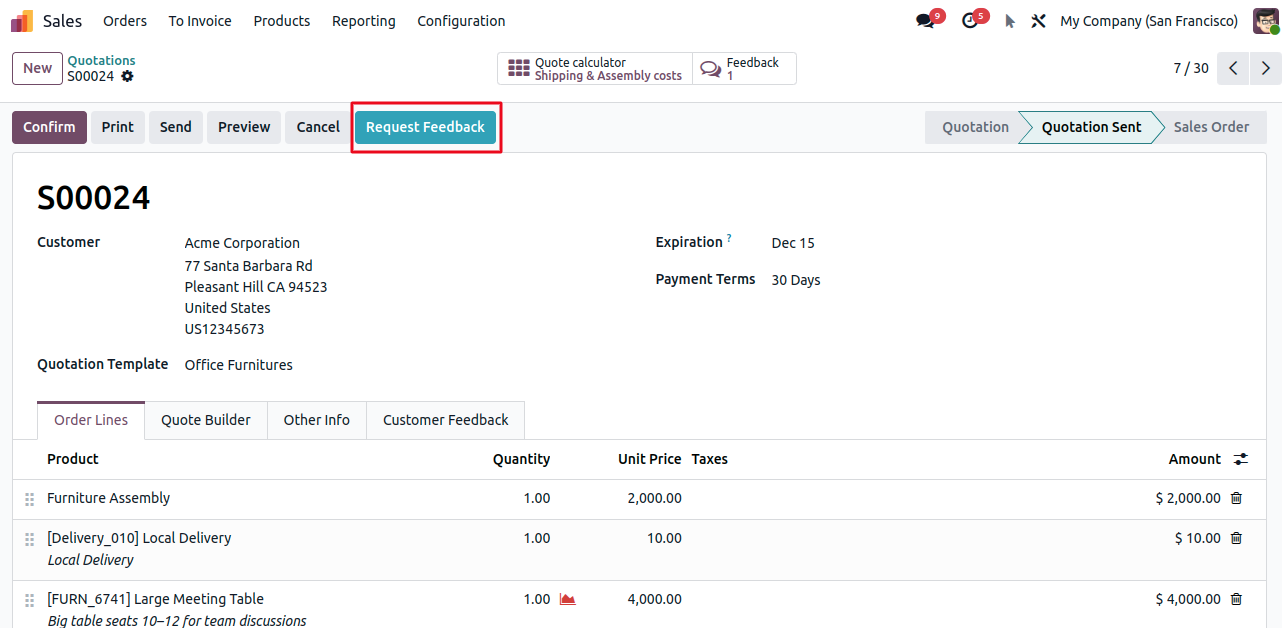 Sales Orders To Invoice Products Reporting Configuration 9 5 My Company (San Francisco)
New Quotations Quote calculator Feedback 7 / 30
S00024 Shipping & Assembly costs 1
Confirm Print Send Preview Cancel Request Feedback Quotation Quotation Sent Sales Order
S00024
Customer Acme Corporation Expiration ? Dec 15
77 Santa Barbara Rd
Pleasant Hill CA 94523 Payment Terms 30 Days
United States
US12345673
Quotation Template Office Furnitures
Order Lines Quote Builder Other Info Customer Feedback
Product Quantity Unit Price Taxes Amount
Furniture Assembly 1.00 2,000.00 $ 2,000.00
[Delivery_010] Local Delivery 1.00 10.00 $ 10.00
Local Delivery
[FURN_6741] Large Meeting Table 1.00 4,000.00 $ 4,000.00
Big table seats 10–12 for team discussions